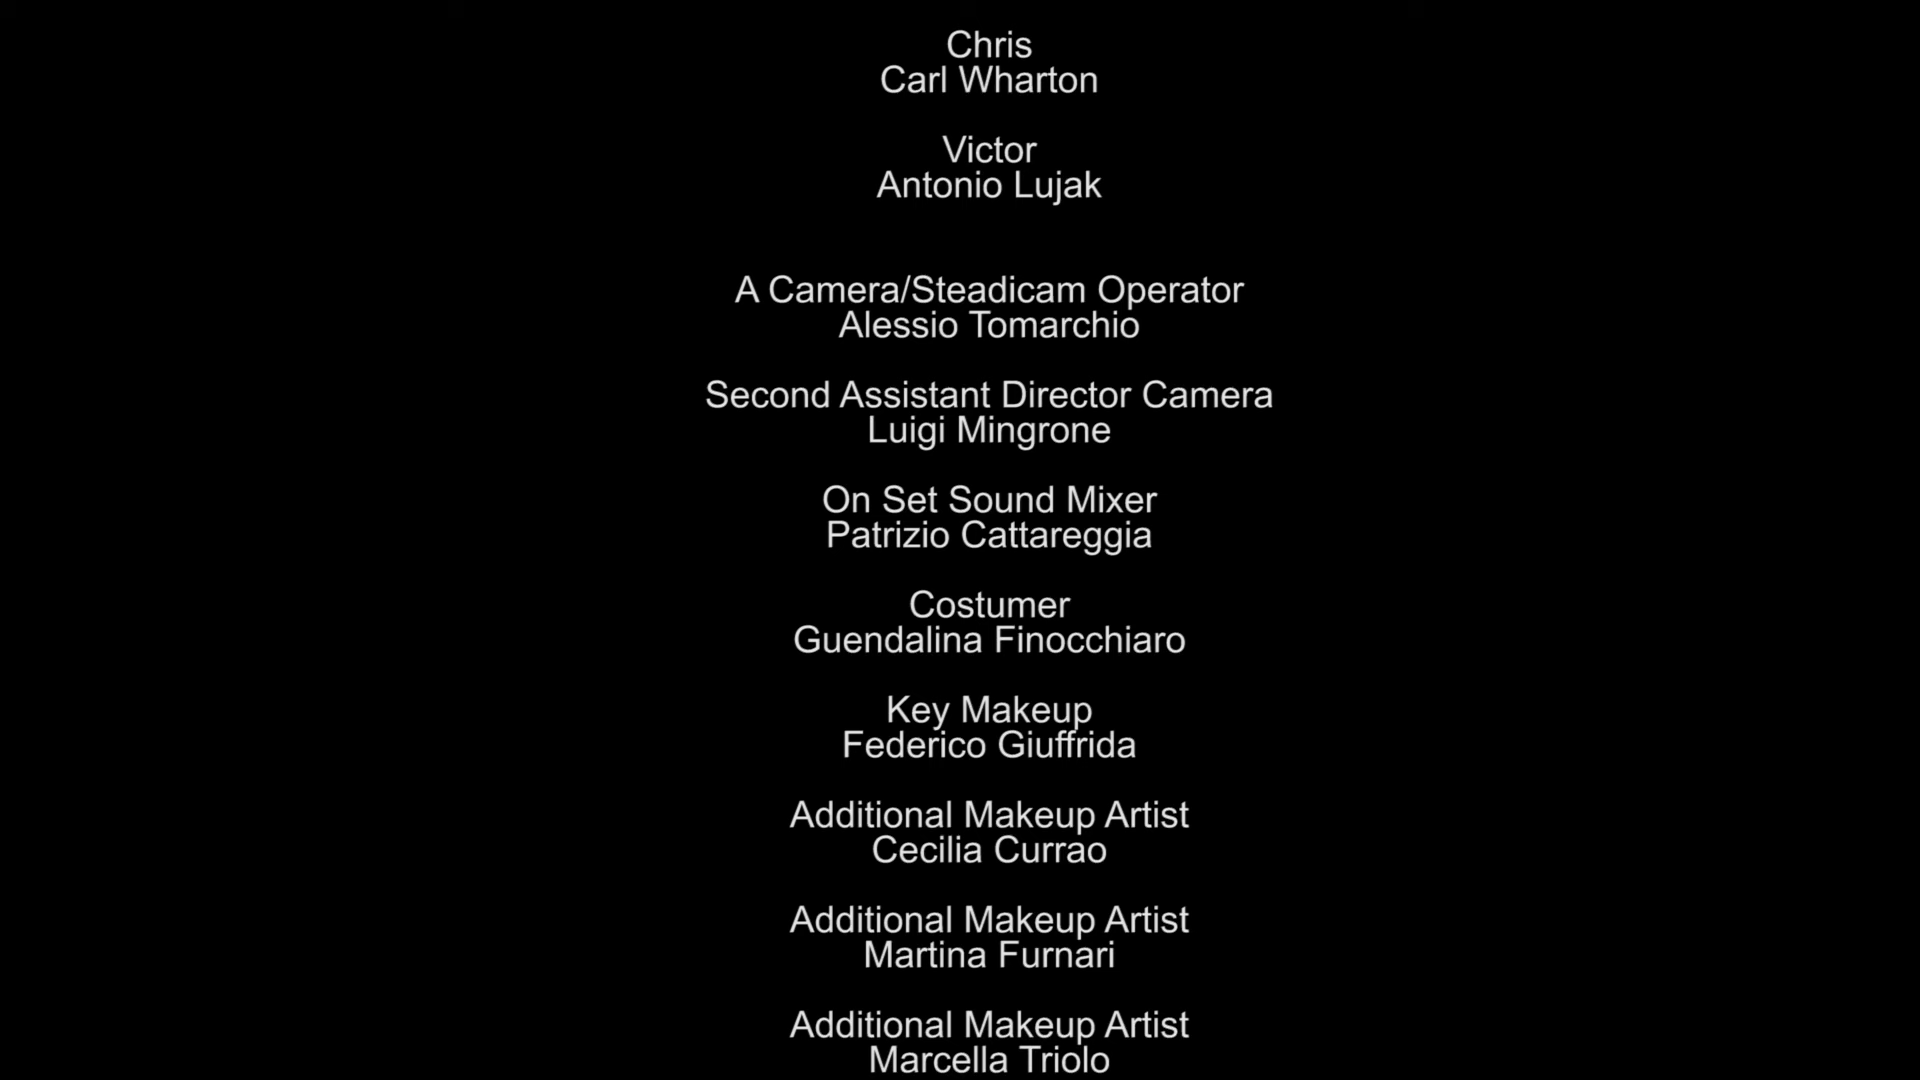 Chris
Carl Wharton
Victor
Antonio Lujak
A Camera/Steadicam Operator
Alessio Tomarchio
Second Assistant Director Camera
Luigi Mingrone
On Set Sound Mixer
Patrizio Cattareggia
Costumer
Guendalina Finocchiaro
Key Makeup
Federico Giuffrida
Additional Makeup Artist
Cecilia Currao
Additional Makeup Artist
Martina Furnari
Additional Makeup Artist
Marcella Triolo